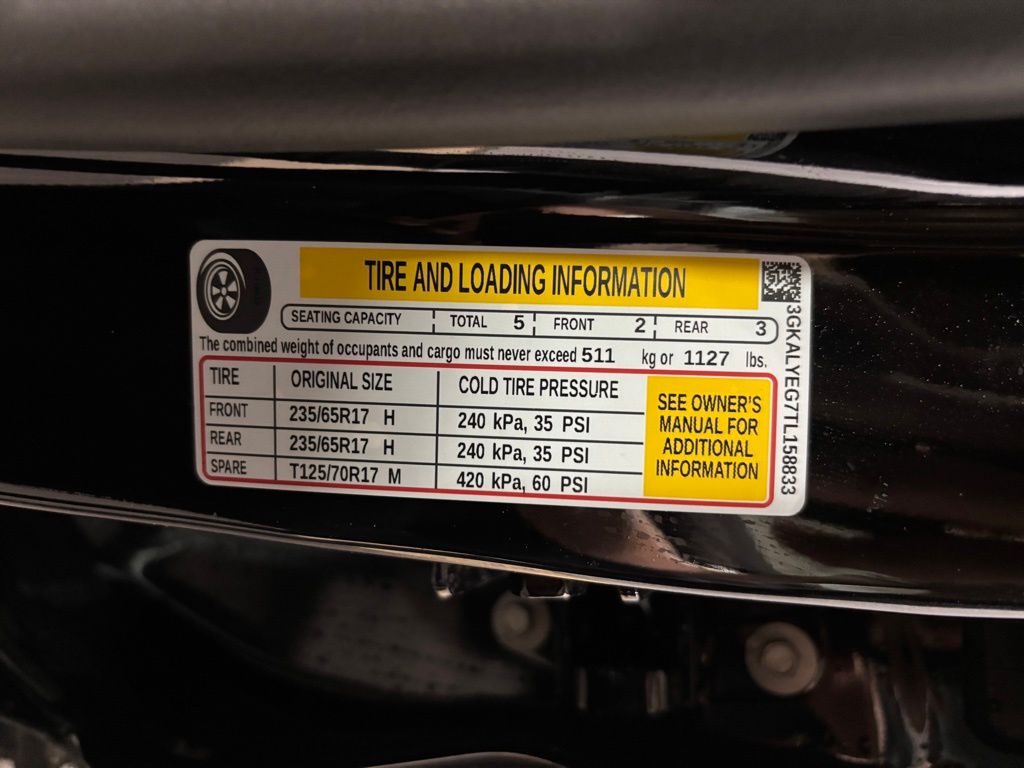 TIRE AND LOADING INFORMATION
SEATING CAPACITY TOTAL 5 FRONT 2 REAR 3
The combined weight of occupants and cargo must never exceed 511 kg or 1127 lbs.
TIRE ORIGINAL SIZE COLD TIRE PRESSURE
FRONT 235/65R17 H 240 kPa, 35 PSI
REAR 235/65R17 H 240 kPa, 35 PSI
SPARE T125/70R17 M 420 kPa, 60 PSI
SEE OWNER'S
MANUAL FOR
ADDITIONAL
INFORMATION
3GKALYEG7TL158833